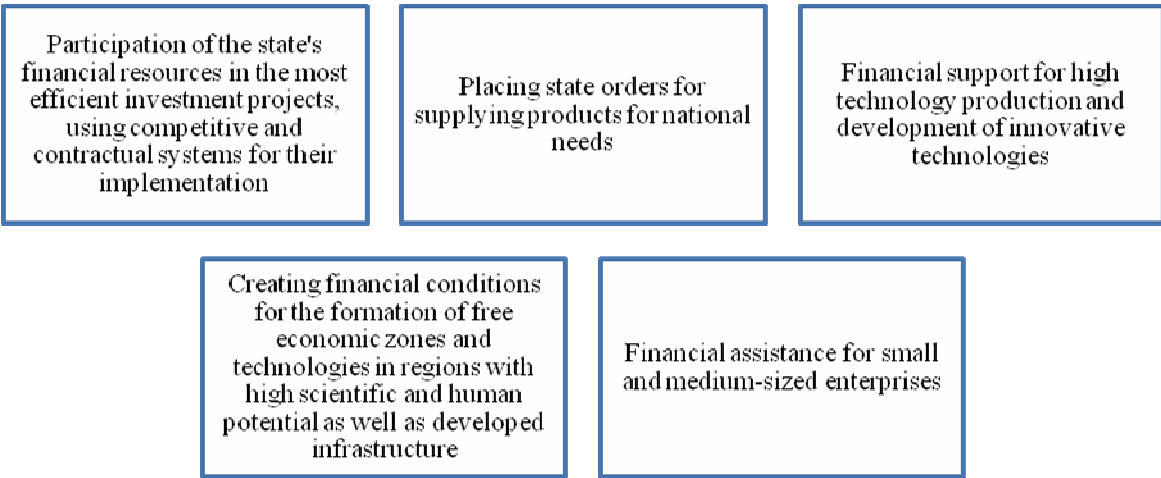 Participation of the state's
financial resources in the most
efficient investment projects,
using competitive and
contractual systems for their
implementation
Placing state orders for
supplying products for national
needs
Financial support for high
technology production and
development of innovative
technologies
Creating financial conditions
for the formation of free
economic zones and
technologies in regions with
high scientific and human
potential as well as developed
infrastructure
Financial assistance for small
and medium-sized enterprises